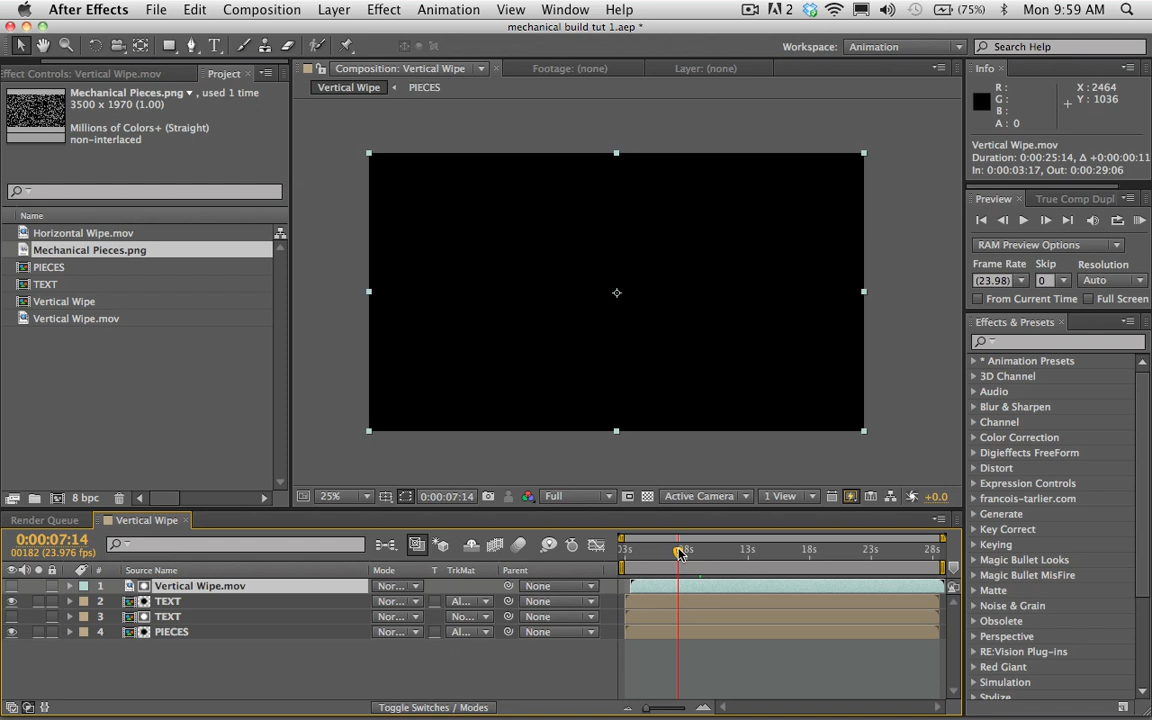 After Effects File Edit Composition Layer Effect Animation View Window Help 2 (75%) Mon 9:59 AM
mechanical build tut 1.aep *
Workspace: Animation Search Help
Effect Controls: Vertical Wipe.mov Project
Composition: Vertical Wipe Footage: (none) Layer: (none)
Info
Vertical Wipe PIECES
Mechanical Pieces.png , used 1 time
3500 x 1970 (1.00)
Millions of Colors+ (Straight)
non-interlaced
R: X: 2464
G: Y: 1036
B:
A: 0
Vertical Wipe.mov
Duration: 0:00:25:14, Δ +0:00:00:11
In: 0:00:03:17, Out: 0:00:29:06
Preview True Comp Dupl
Name
Horizontal Wipe.mov
Mechanical Pieces.png
PIECES
TEXT
Vertical Wipe
Vertical Wipe.mov
RAM Preview Options
Frame Rate Skip Resolution
(23.98) 0 Auto
From Current Time Full Screen
Effects & Presets
* Animation Presets
3D Channel
Audio
Blur & Sharpen
Channel
Color Correction
Digieffects FreeForm
Distort
Expression Controls
francois-tarlier.com
Generate
Key Correct
Keying
Magic Bullet Looks
Magic Bullet MisFire
Matte
Noise & Grain
Obsolete
Perspective
RE:Vision Plug-ins
Red Giant
Simulation
Stylize
8 bpc
25% 0:00:07:14 Full Active Camera 1 View +0.0
Render Queue Vertical Wipe
0:00:07:14
00182 (23.976 fps)
03s 08s 13s 18s 23s 28s
# Source Name Mode T TrkMat Parent
1 Vertical Wipe.mov Nor... None
2 TEXT Nor... Al... None
3 TEXT Nor... No... None
4 PIECES Nor... Al... None
Toggle Switches / Modes